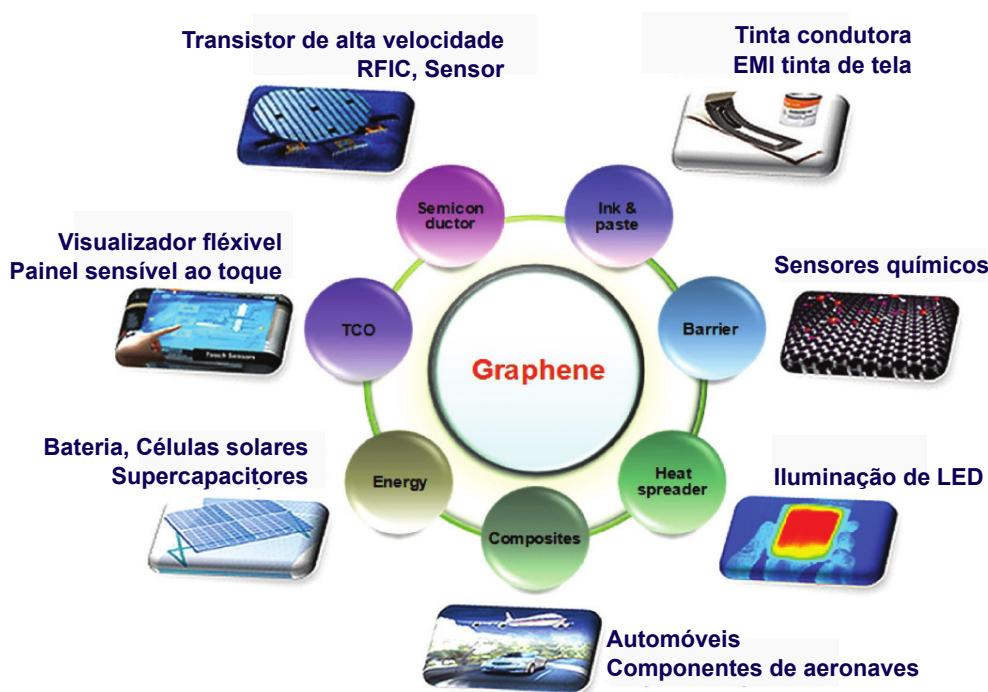 Transistor de alta velocidade
RFIC, Sensor
Tinta condutora
EMI tinta de tela
Semicon
ductor
Ink &
paste
Visualizador fléxivel
Painel sensível ao toque
Touch Sensors
TCO
Barrier
Sensores químicos
Graphene
Bateria, Células solares
Supercapacitores
Energy
Heat
spreader
Iluminação de LED
Composites
Automóveis
Componentes de aeronaves